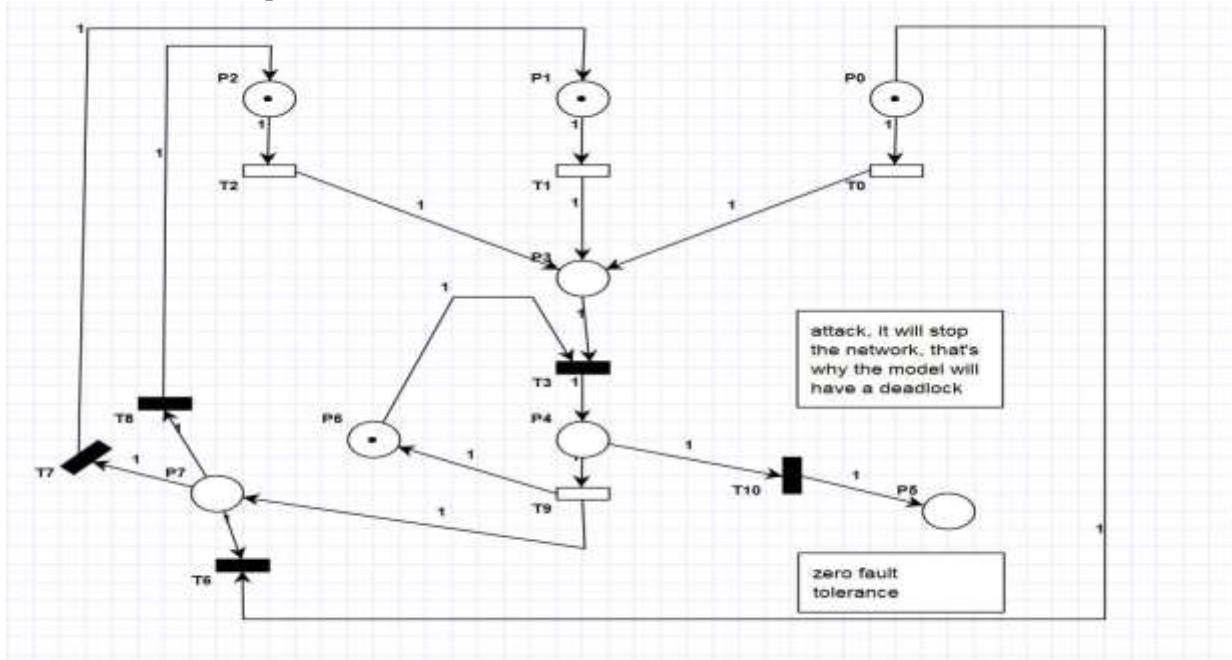 1
P2
P1
P0
1
1
1
1
T2
T1
T0
1
1
1
P3
1
1
attack, it will stop
the network, that's
why the model will
have a deadlock
T3
1
T8
P6
P4
1
1
T7
1
P7
T10
1
P5
T9
1
1
T6
zero fault
tolerance